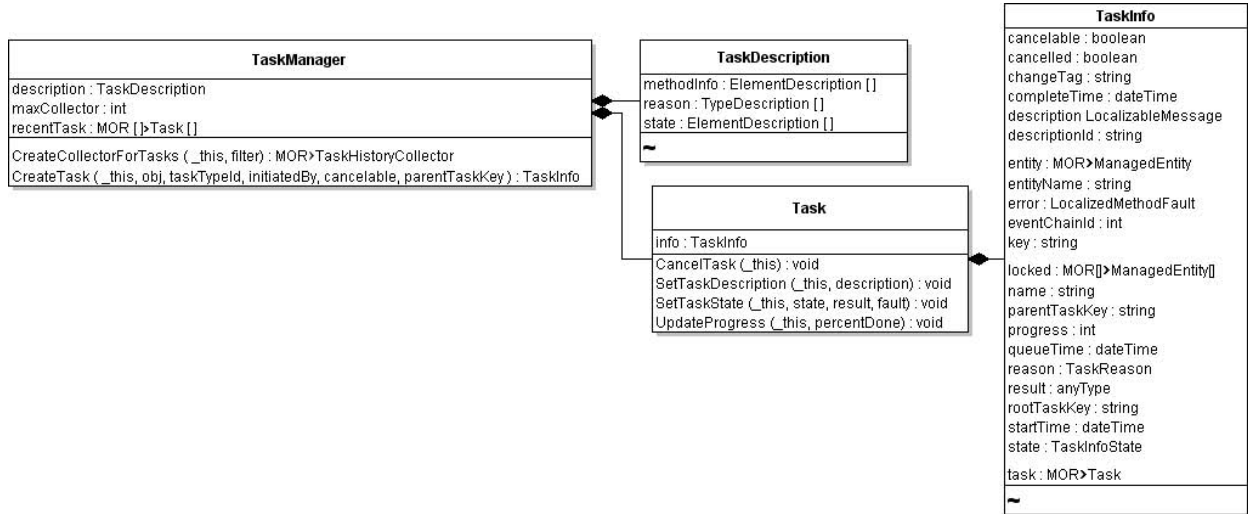 TaskManager
description : TaskDescription
maxCollector : int
recentTask : MOR [ ]>Task [ ]
CreateCollectorForTasks ( _this, filter) : MOR>TaskHistoryCollector
CreateTask ( _this, obj, taskTypeId, initiatedBy, cancelable, parentTaskKey ) : TaskInfo
TaskDescription
methodInfo : ElementDescription [ ]
reason : TypeDescription [ ]
state : ElementDescription [ ]
~
Task
info : TaskInfo
CancelTask (_this) : void
SetTaskDescription (_this, description) : void
SetTaskState (_this, state, result, fault) : void
UpdateProgress (_this, percentDone) : void
TaskInfo
cancelable : boolean
cancelled : boolean
changeTag : string
completeTime : dateTime
description LocalizableMessage
descriptionId : string
entity : MOR>ManagedEntity
entityName : string
error : LocalizedMethodFault
eventChainId : int
key : string
locked : MOR[]>ManagedEntity[]
name : string
parentTaskKey : string
progress : int
queueTime : dateTime
reason : TaskReason
result : anyType
rootTaskKey : string
startTime : dateTime
state : TaskInfoState
task : MOR>Task
~